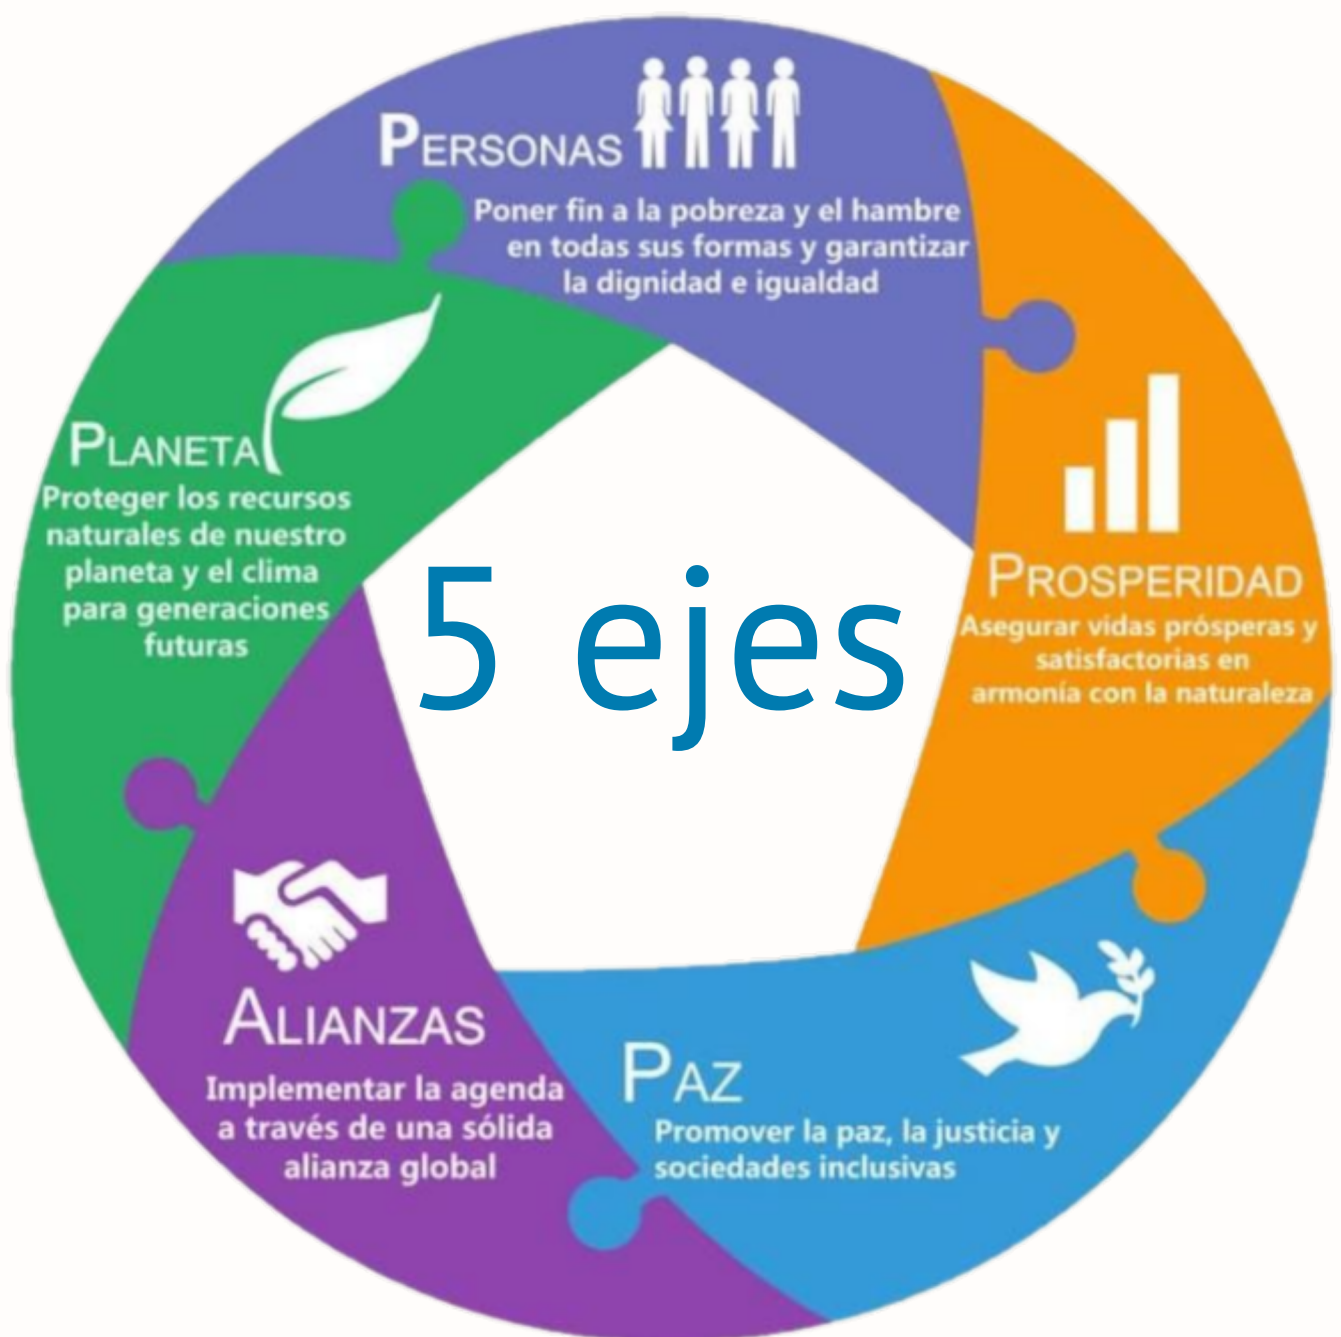 PERSONAS
Poner fin a la pobreza y el hambre
en todas sus formas y garantizar
la dignidad e igualdad
PROSPERIDAD
Asegurar vidas prósperas y
satisfactorias en
armonía con la naturaleza
PAZ
Promover la paz, la justicia y
sociedades inclusivas
ALIANZAS
Implementar la agenda
a través de una sólida
alianza global
PLANETA
Proteger los recursos
naturales de nuestro
planeta y el clima
para generaciones
futuras
5 ejes